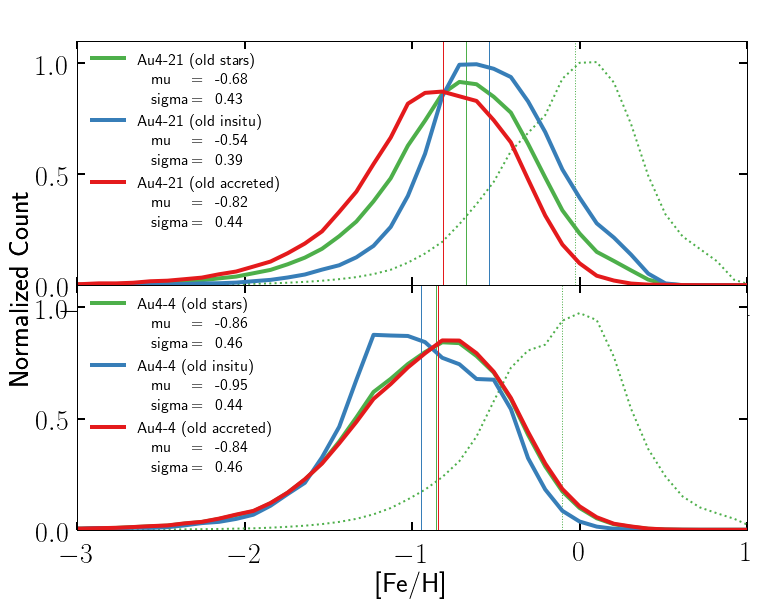 Normalized Count
1.0
0.5
0.0
Au4-21 (old stars)
mu = -0.68
sigma = 0.43
Au4-21 (old insitu)
mu = -0.54
sigma = 0.39
Au4-21 (old accreted)
mu = -0.82
sigma = 0.44
1.0
0.5
0.0
Au4-4 (old stars)
mu = -0.86
sigma = 0.46
Au4-4 (old insitu)
mu = -0.95
sigma = 0.44
Au4-4 (old accreted)
mu = -0.84
sigma = 0.46
−3 −2 −1 0 1
[Fe/H]